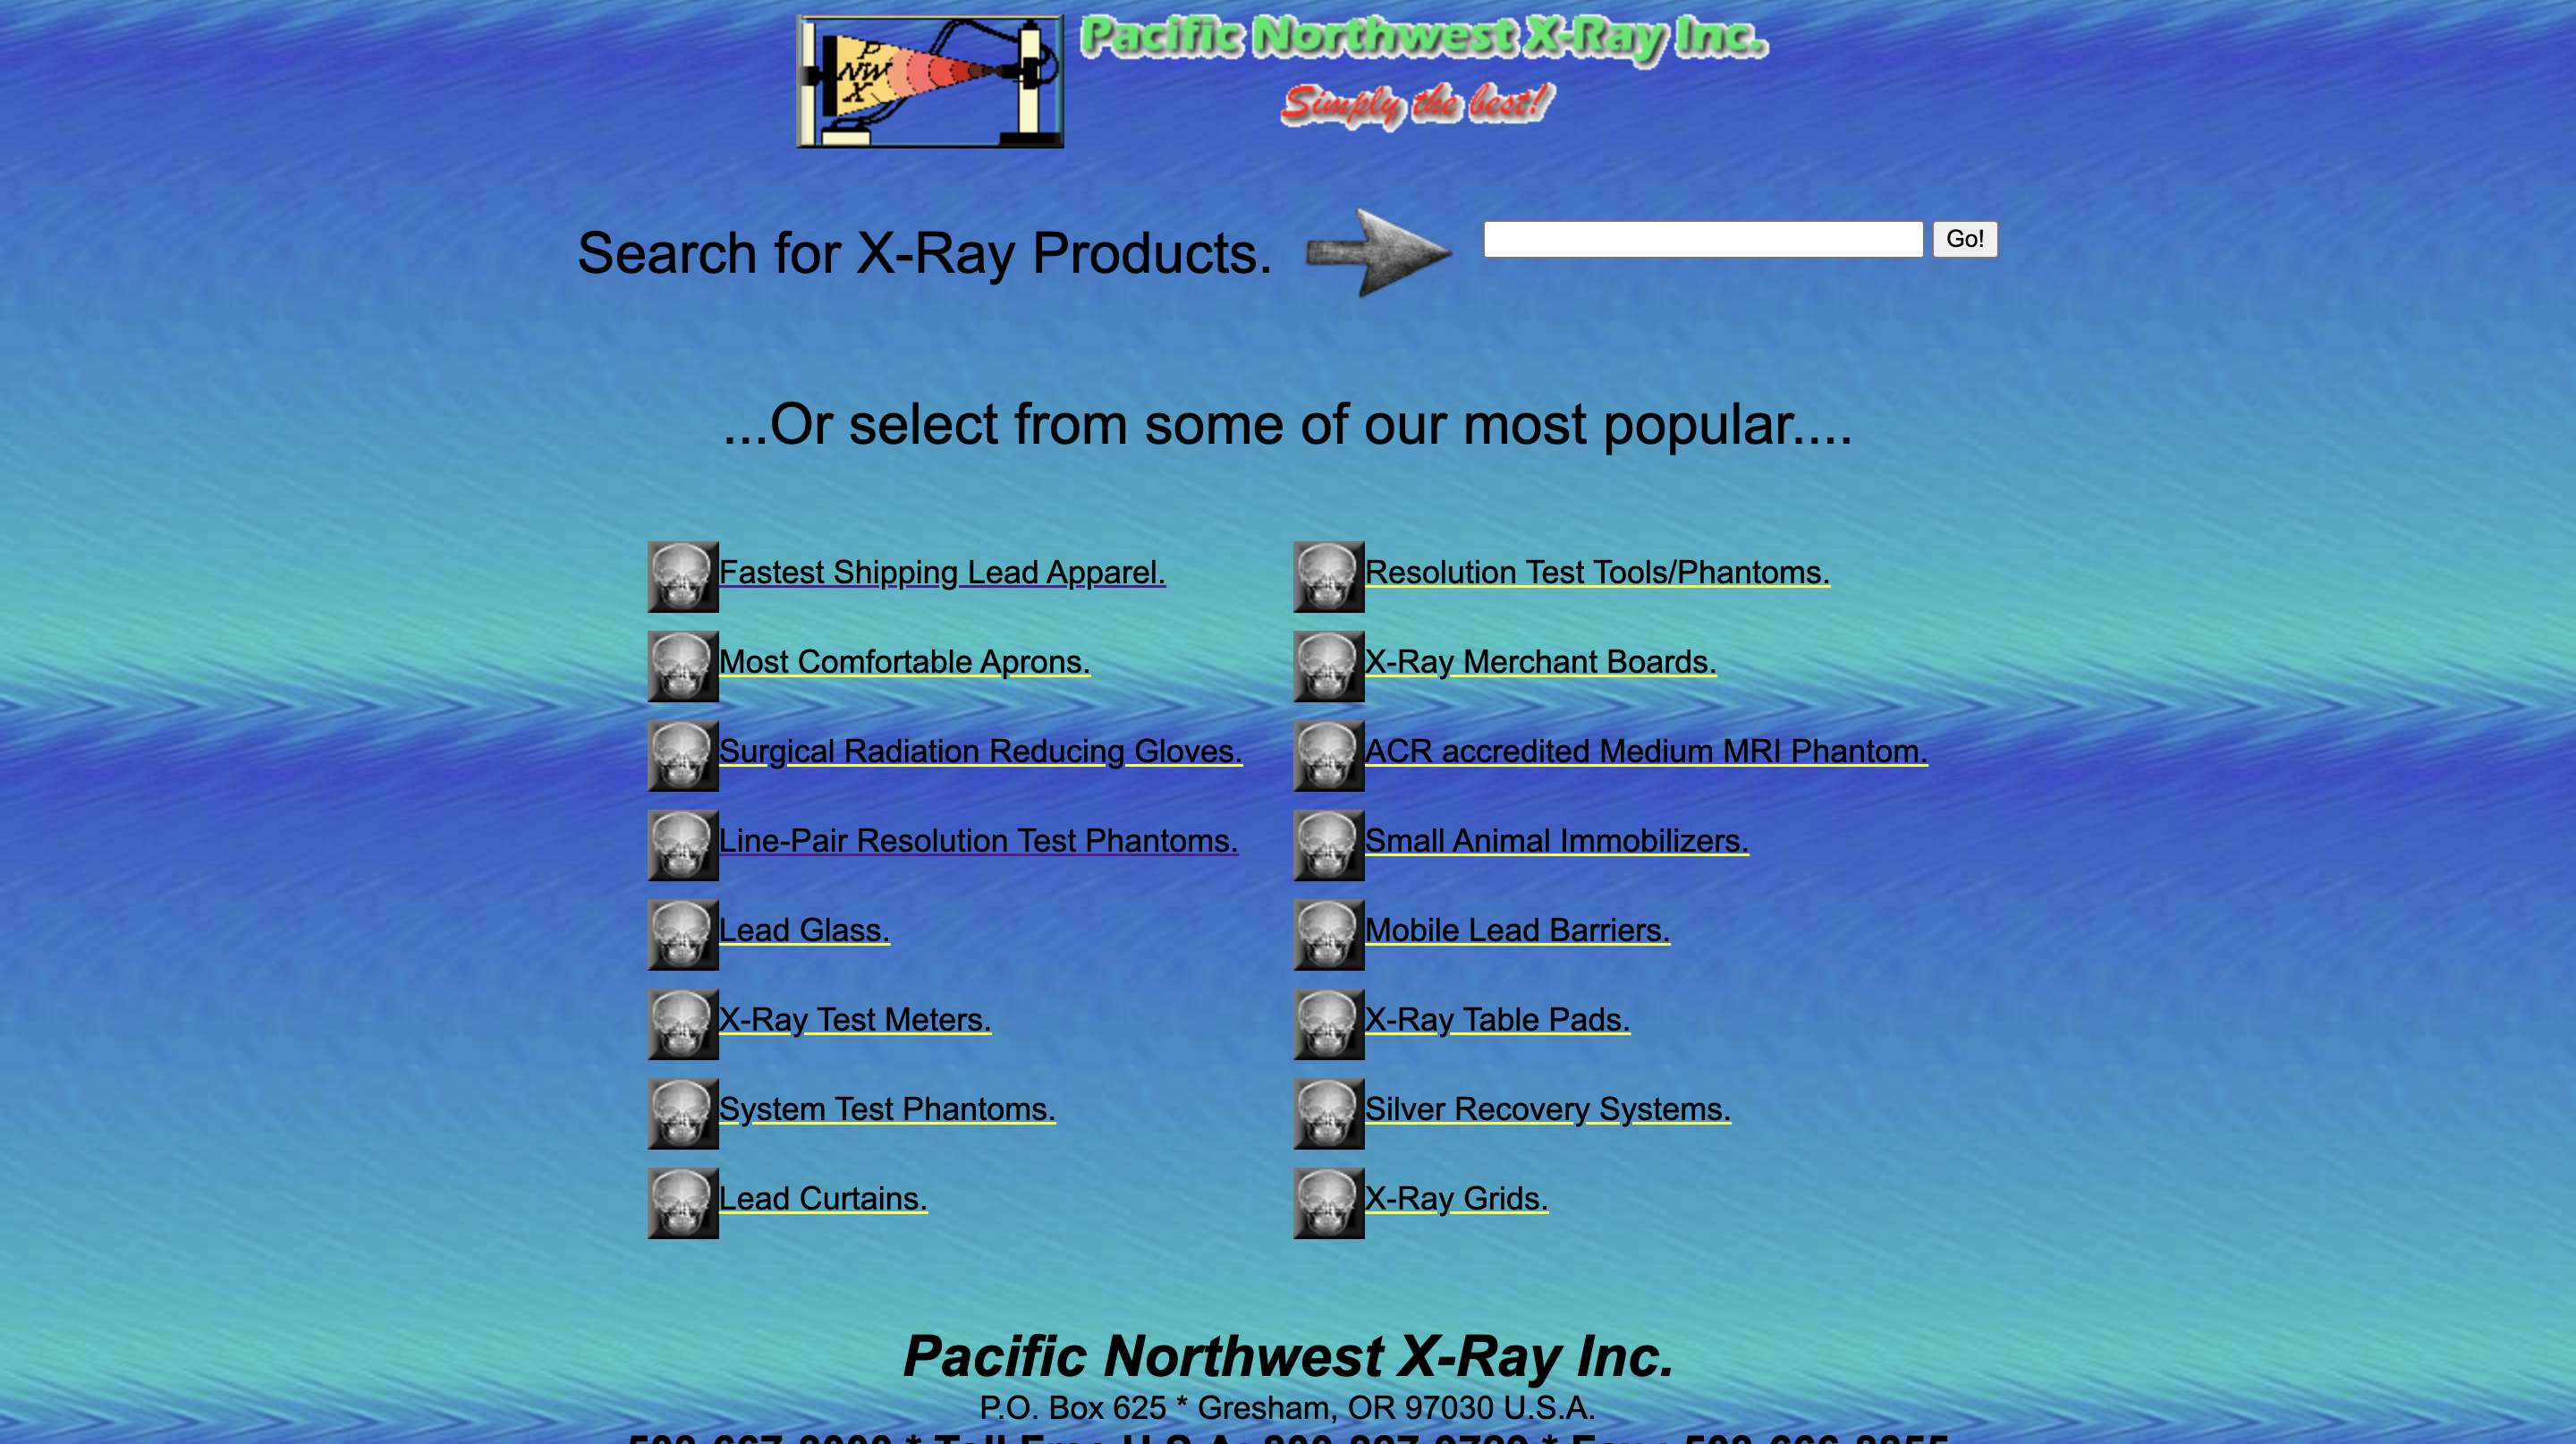 P
NW
X
Pacific Northwest X-Ray Inc.
Simply the best!
Search for X-Ray Products.
Go!
...Or select from some of our most popular....
Fastest Shipping Lead Apparel.
Resolution Test Tools/Phantoms.
Most Comfortable Aprons.
X-Ray Merchant Boards.
Surgical Radiation Reducing Gloves.
ACR accredited Medium MRI Phantom.
Line-Pair Resolution Test Phantoms.
Small Animal Immobilizers.
Lead Glass.
Mobile Lead Barriers.
X-Ray Test Meters.
X-Ray Table Pads.
System Test Phantoms.
Silver Recovery Systems.
Lead Curtains.
X-Ray Grids.
Pacific Northwest X-Ray Inc.
P.O. Box 625 * Gresham, OR 97030 U.S.A.
* Toll Free U.S.A: * Fax :